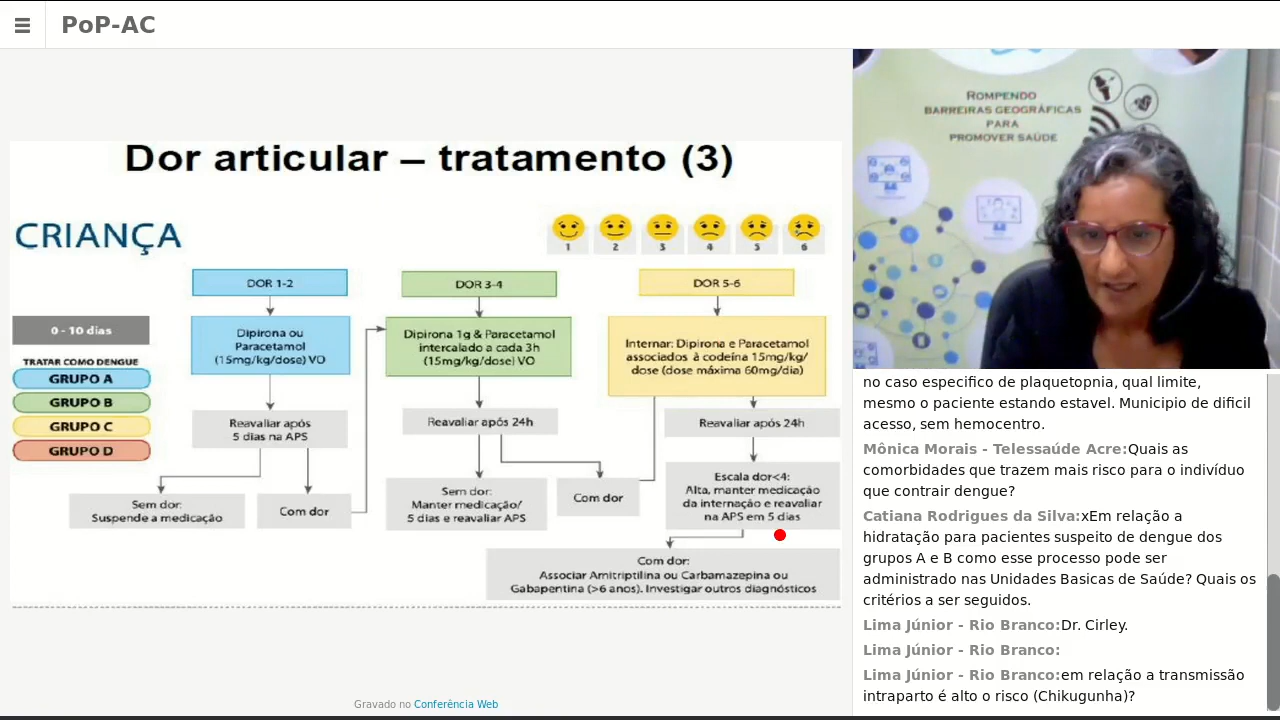 PoP-AC
Dor articular – tratamento (3)
CRIANÇA
1 2 3 4 5 6
DOR 1-2
DOR 3-4
DOR 5-6
0 - 10 dias
TRATAR COMO DENGUE
GRUPO A
GRUPO B
GRUPO C
GRUPO D
Dipirona ou
Paracetamol
(15mg/kg/dose) VO
Dipirona 1g & Paracetamol
intercalado a cada 3h
(15mg/kg/dose) VO
Internar: Dipirona e Paracetamol
associados à codeína 15mg/kg/
dose (dose máxima 60mg/dia)
Reavaliar após
5 dias na APS
Reavaliar após 24h
Reavaliar após 24h
Sem dor:
Suspende a medicação
Com dor
Sem dor:
Manter medicação/
5 dias e reavaliar APS
Com dor
Escala dor<4:
Alta, manter medicação
da internação e reavaliar
na APS em 5 dias
Com dor:
Associar Amitriptilina ou Carbamazepina ou
Gabapentina (>6 anos). Investigar outros diagnósticos
Gravado no Conferência Web
ROMPENDO
BARREIRAS GEOGRÁFICAS
PARA
PROMOVER SAÚDE
no caso especifico de plaquetopnia, qual limite,
mesmo o paciente estando estavel. Municipio de dificil
acesso, sem hemocentro.
Mônica Morais - Telessaúde Acre:Quais as
comorbidades que trazem mais risco para o indivíduo
que contrair dengue?
Catiana Rodrigues da Silva:xEm relação a
hidratação para pacientes suspeito de dengue dos
grupos A e B como esse processo pode ser
administrado nas Unidades Basicas de Saúde? Quais os
critérios a ser seguidos.
Lima Júnior - Rio Branco:Dr. Cirley.
Lima Júnior - Rio Branco:
Lima Júnior - Rio Branco:em relação a transmissão
intraparto é alto o risco (Chikugunha)?